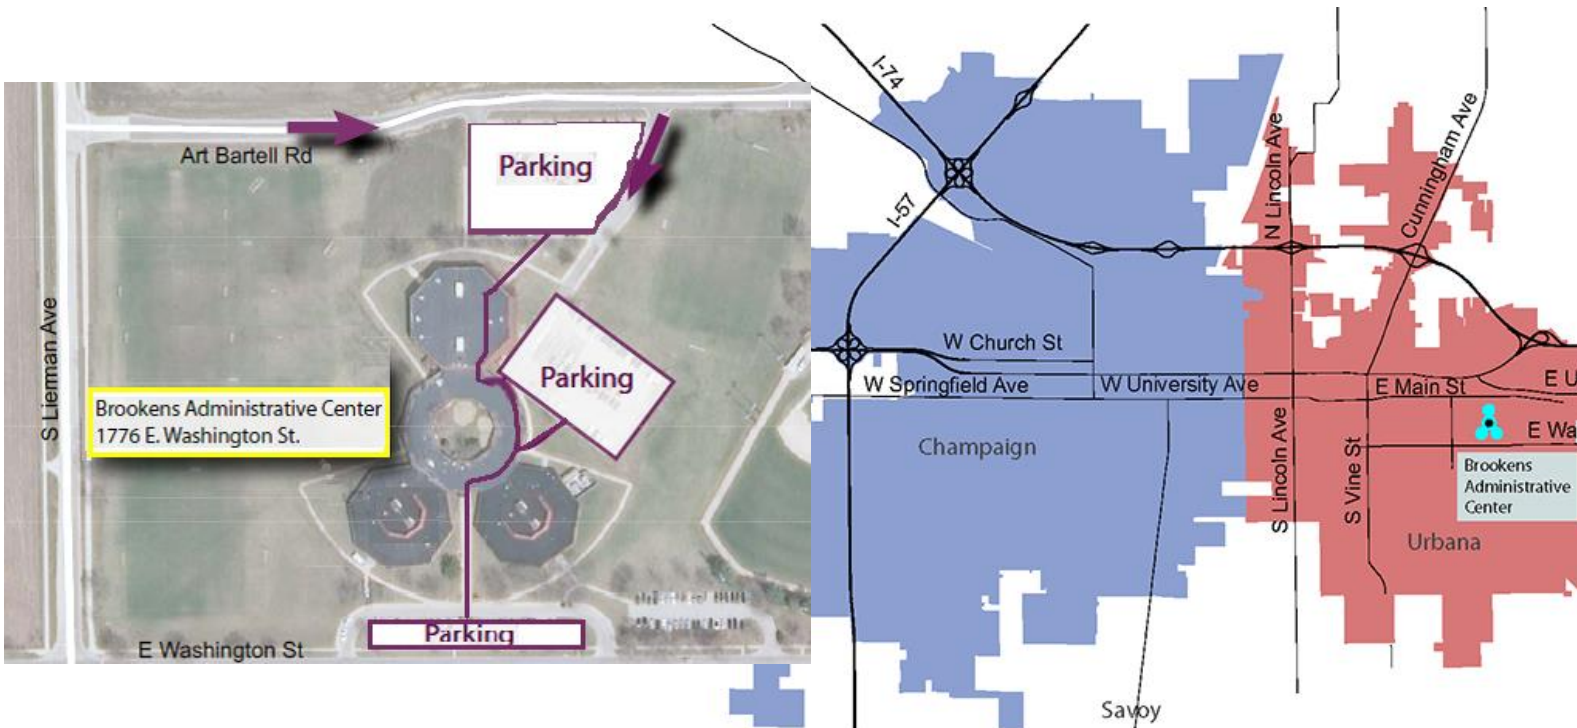 Art Bartell Rd
Parking
S Lierman Ave
Parking
Brookens Administrative Center
1776 E. Washington St.
Parking
E Washington St
I-74
I-57
N Lincoln Ave
Cunningham Ave
W Church St
W Springfield Ave
W University Ave
E Main St
E U
Champaign
S Lincoln Ave
S Vine St
E Wa
Brookens
Administrative
Center
Urbana
Savoy